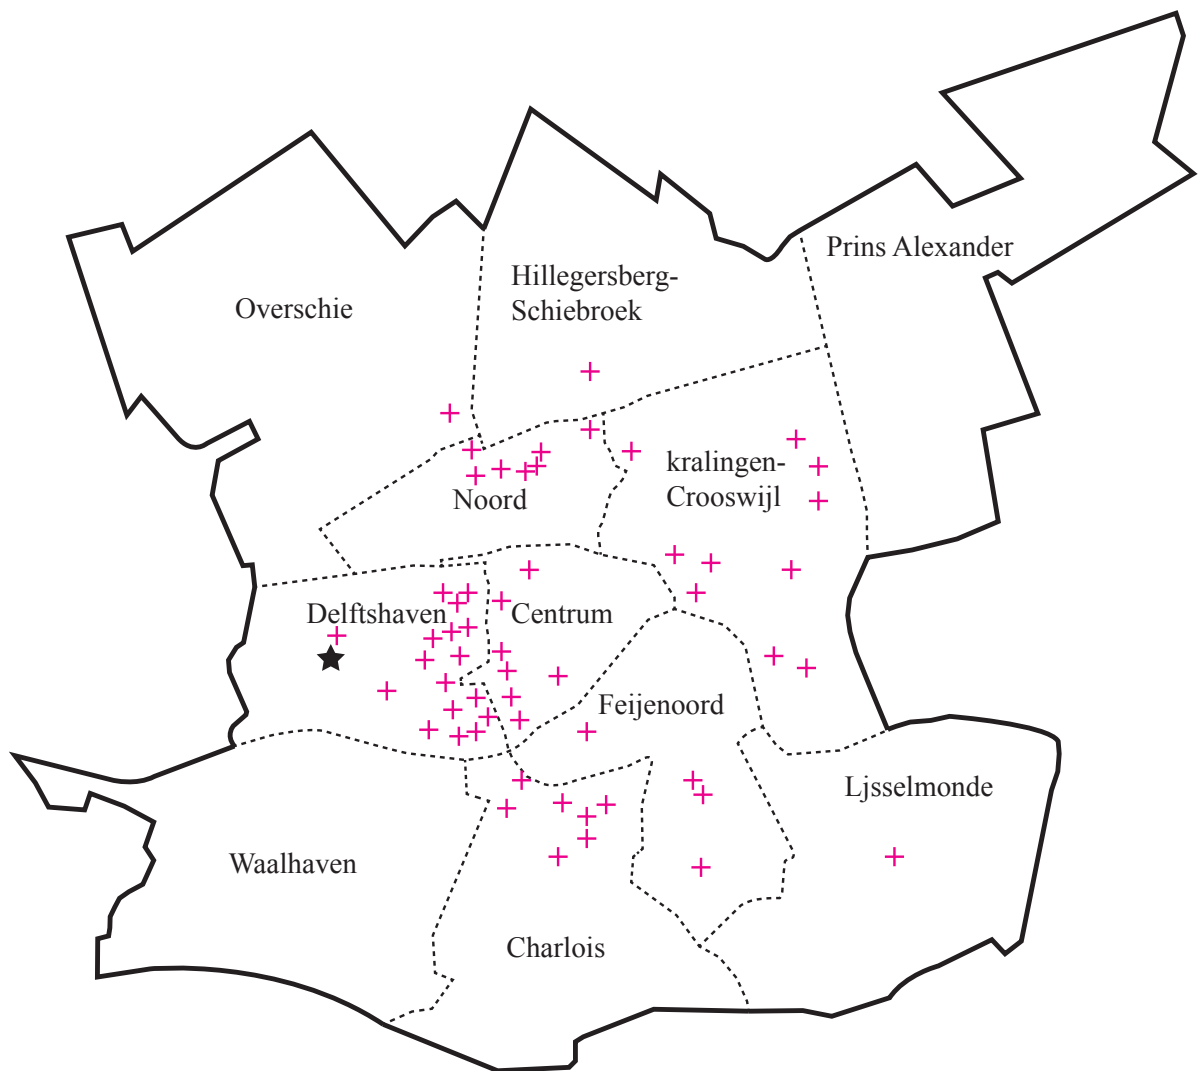 Prins Alexander
Hillegersberg-
Schiebroek
Overschie
kralingen-
Crooswijl
Noord
Delftshaven
Centrum
Feijenoord
Ljsselmonde
Waalhaven
Charlois